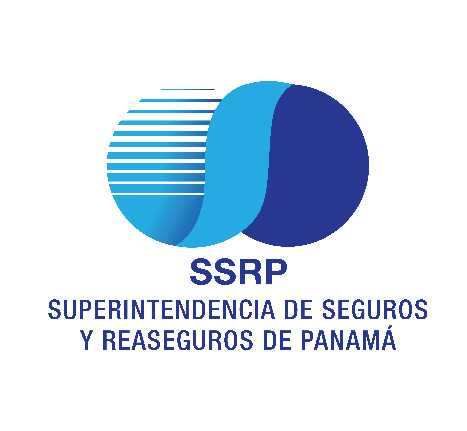 SSRP
SUPERINTENDENCIA DE SEGUROS
Y REASEGUROS DE PANAMÁ